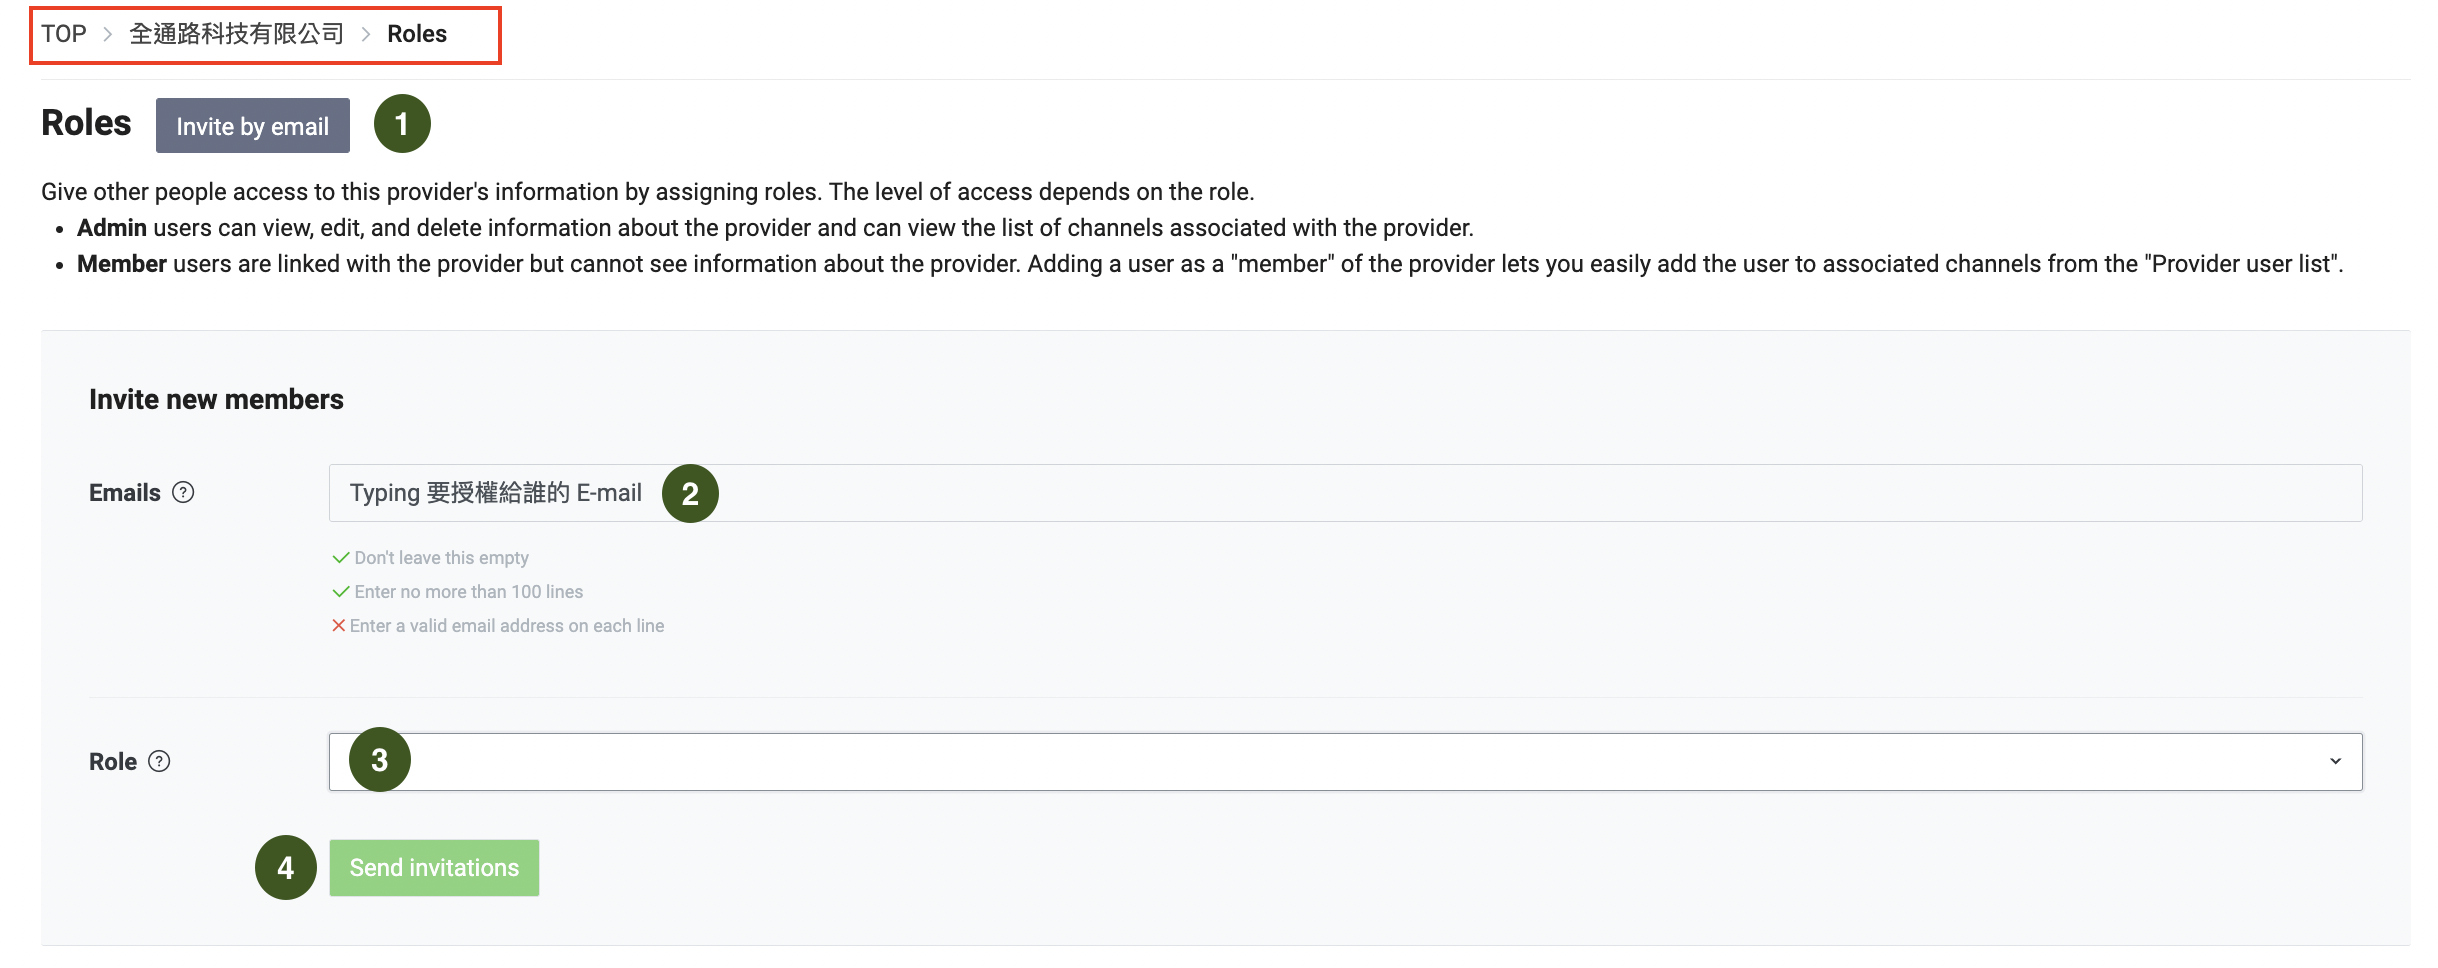 TOP > 全通路科技有限公司 > Roles
Roles Invite by email 1
Give other people access to this provider's information by assigning roles. The level of access depends on the role.
• Admin users can view, edit, and delete information about the provider and can view the list of channels associated with the provider.
• Member users are linked with the provider but cannot see information about the provider. Adding a user as a "member" of the provider lets you easily add the user to associated channels from the "Provider user list".
Invite new members
Emails ? Typing 要授權給誰的 E-mail 2
Don't leave this empty
Enter no more than 100 lines
Enter a valid email address on each line
Role ? 3
4 Send invitations